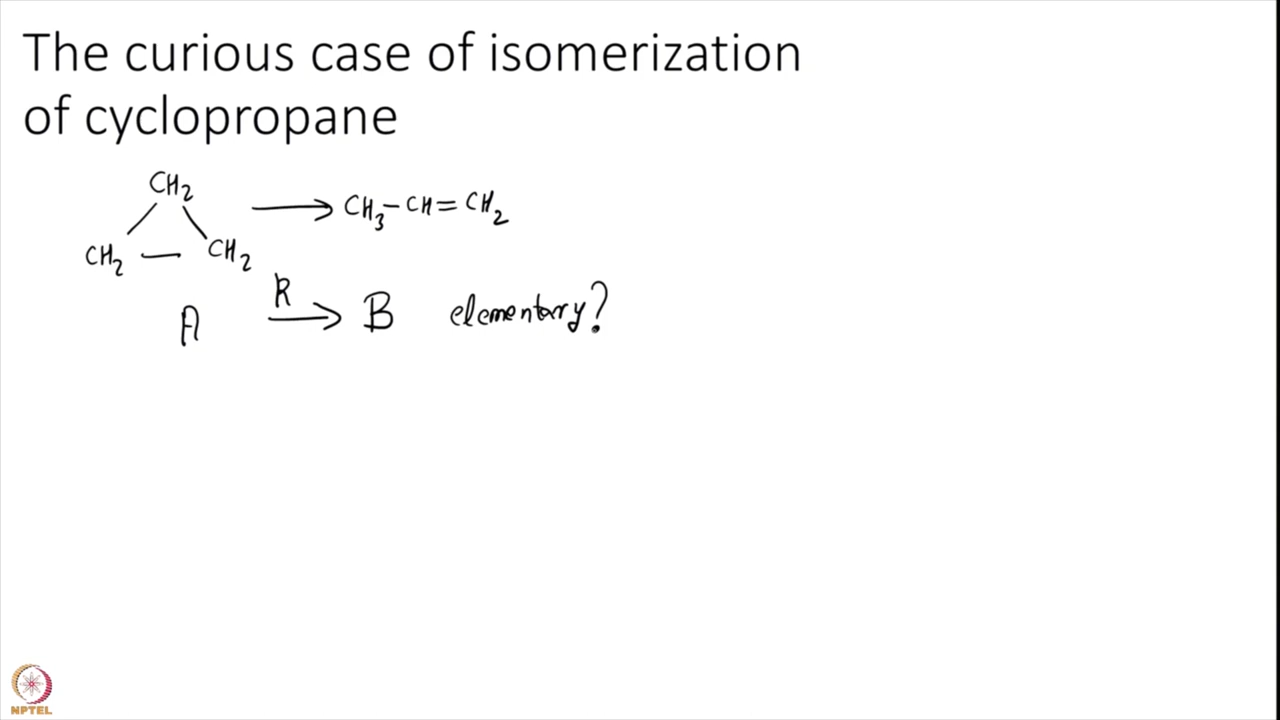 The curious case of isomerization
of cyclopropane
CH2
CH2 — CH2 ⟶ CH3-CH=CH2
k
A ⟶ B elementary?
NPTEL